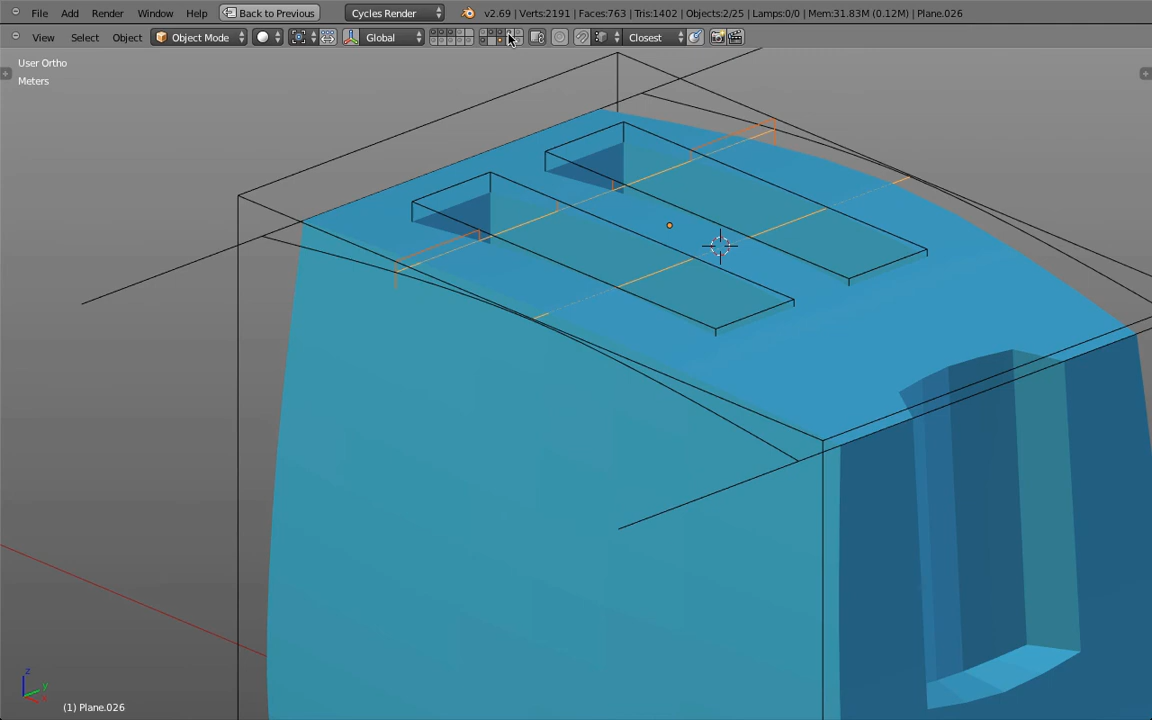 File Add Render Window Help Back to Previous Cycles Render v2.69 | Verts:2191 | Faces:763 | Tris:1402 | Objects:2/25 | Lamps:0/0 | Mem:31.83M (0.12M) | Plane.026
View Select Object Object Mode Global Closest
User Ortho
Meters
z
y
x
(1) Plane.026